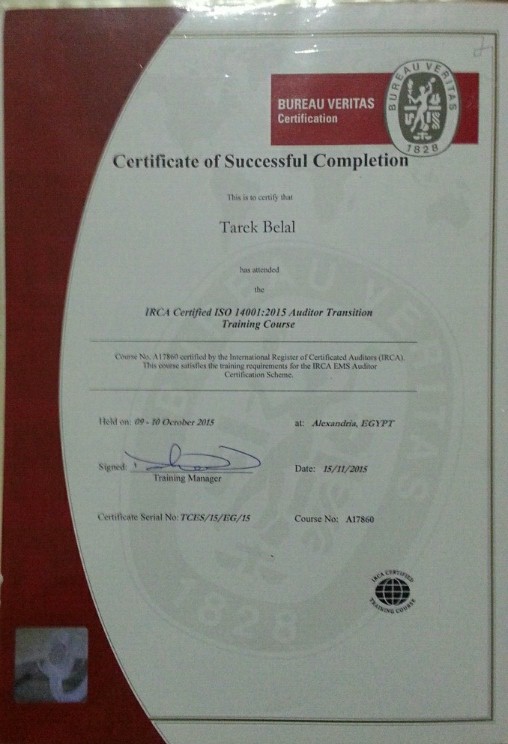 BUREAU VERITAS
Certification
BUREAU VERITAS
1828
Certificate of Successful Completion
This is to certify that
Tarek Belal
has attended
the
IRCA Certified ISO 14001:2015 Auditor Transition
Training Course
Course No. A17860 certified by the International Register of Certificated Auditors (IRCA).
This course satisfies the training requirements for the IRCA EMS Auditor
Certification Scheme.
Held on: 09 - 10 October 2015 at: Alexandria, EGYPT
Signed: Date: 15/11/2015
Training Manager
Certificate Serial No: TCES/15/EG/15 Course No: A17860
IRCA CERTIFIED
TRAINING COURSE
BUREAU VERITAS
1828